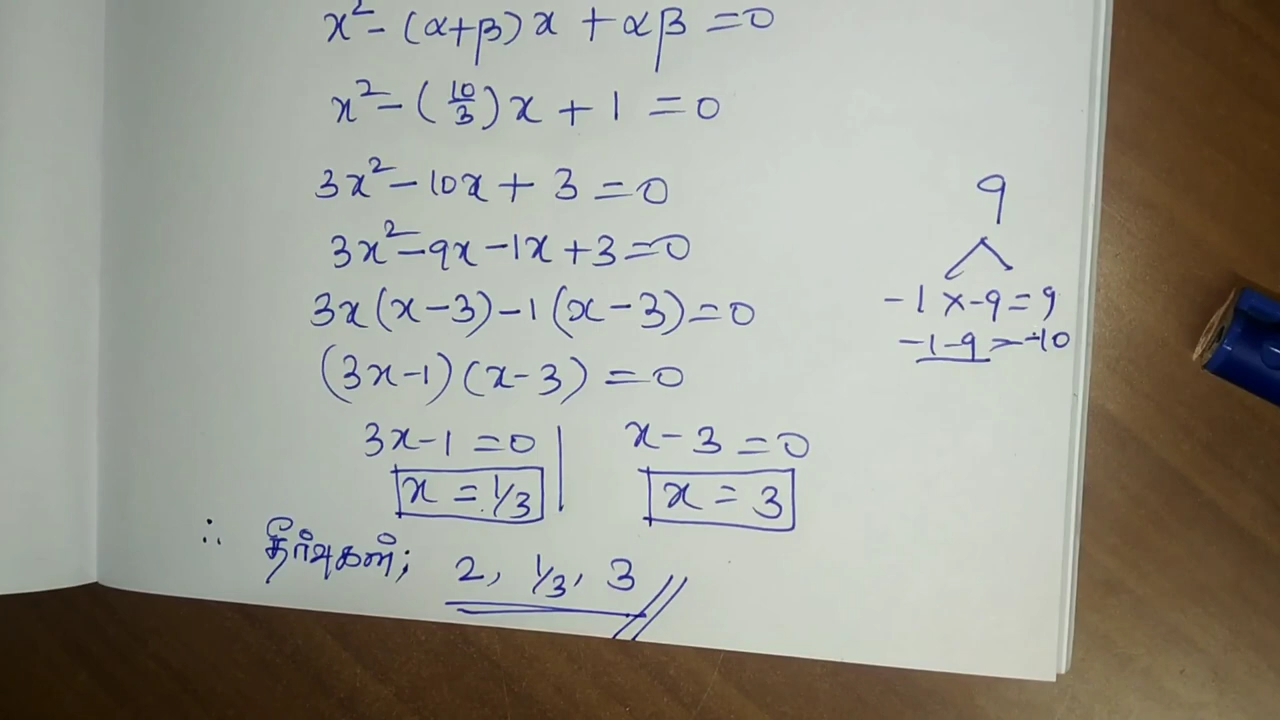 x² - (α+β)x + αβ = 0
x² - (10/3)x + 1 = 0
3x² - 10x + 3 = 0
3x² - 9x - 1x + 3 = 0
3x(x-3) - 1(x-3) = 0
(3x-1)(x-3) = 0
3x-1 = 0 | x-3 = 0
x = 1/3 x = 3
∴ தீர்வுகள்; 2, 1/3, 3
9
-1 × -9 = 9
-1-9 = -10